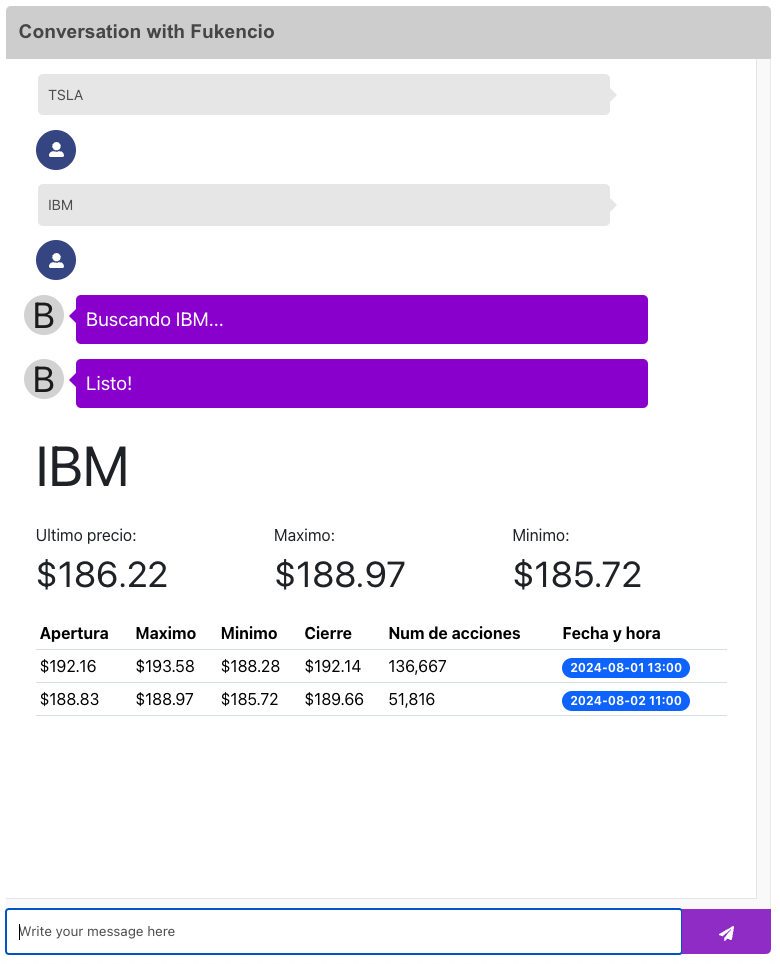 Conversation with Fukencio
TSLA
IBM
B Buscando IBM...
B Listo!
IBM
Ultimo precio: Maximo: Minimo:
$186.22 $188.97 $185.72
Apertura Maximo Minimo Cierre Num de acciones Fecha y hora
$192.16 $193.58 $188.28 $192.14 136,667 2024-08-01 13:00
$188.83 $188.97 $185.72 $189.66 51,816 2024-08-02 11:00
Write your message here